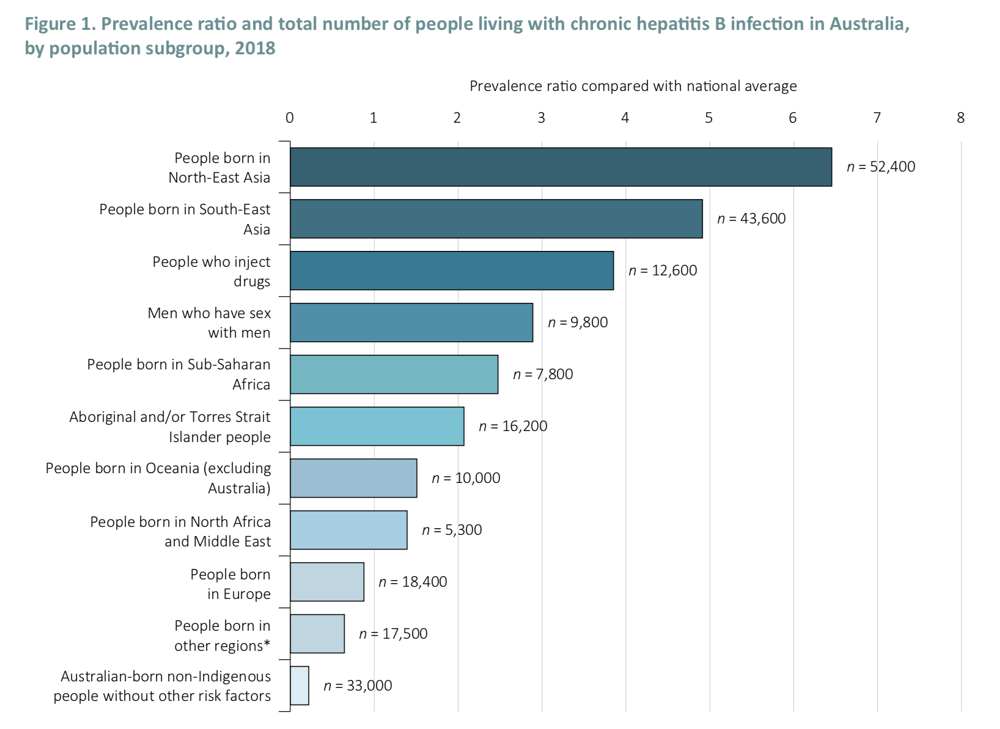 Figure 1. Prevalence ratio and total number of people living with chronic hepatitis B infection in Australia,
by population subgroup, 2018
Prevalence ratio compared with national average
0 1 2 3 4 5 6 7 8
People born in
North-East Asia
n = 52,400
People born in South-East
Asia
n = 43,600
People who inject
drugs
n = 12,600
Men who have sex
with men
n = 9,800
People born in Sub-Saharan
Africa
n = 7,800
Aboriginal and/or Torres Strait
Islander people
n = 16,200
People born in Oceania (excluding
Australia)
n = 10,000
People born in North Africa
and Middle East
n = 5,300
People born
in Europe
n = 18,400
People born in
other regions*
n = 17,500
Australian-born non-Indigenous
people without other risk factors
n = 33,000